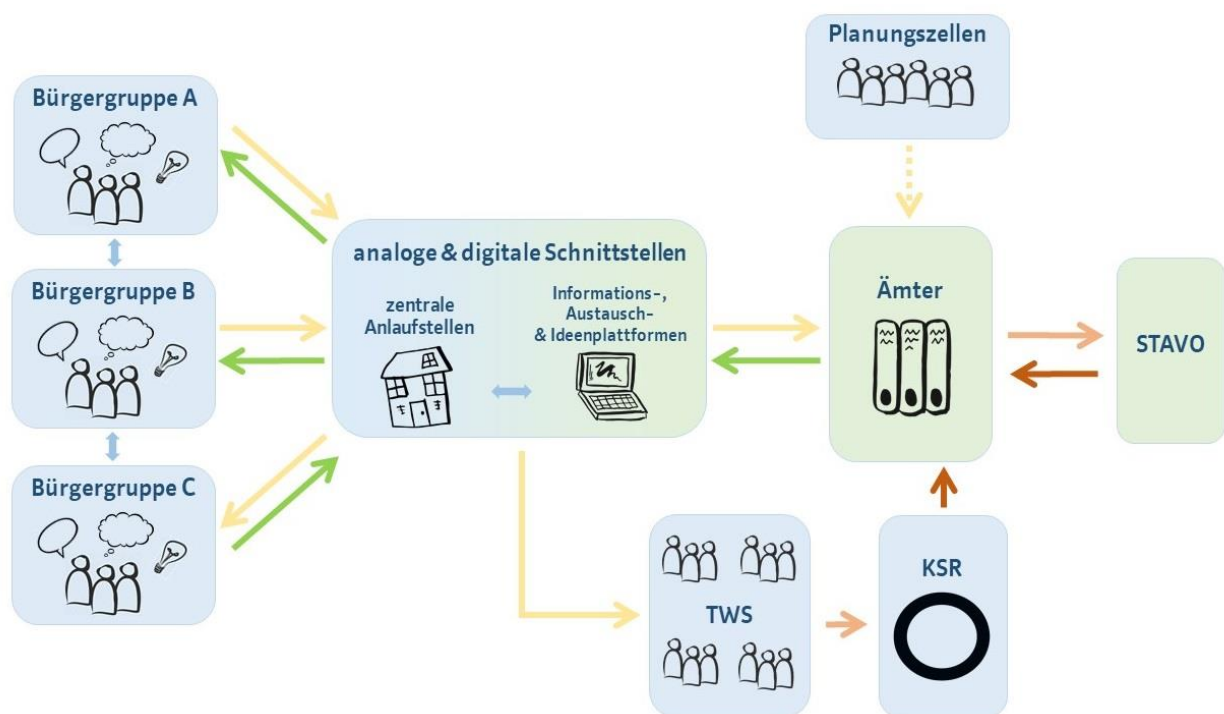 Planungszellen
Bürgergruppe A
Bürgergruppe B
Bürgergruppe C
analoge & digitale Schnittstellen
zentrale
Anlaufstellen
Informations-,
Austausch-
& Ideenplattformen
Ämter
STAVO
TWS
KSR